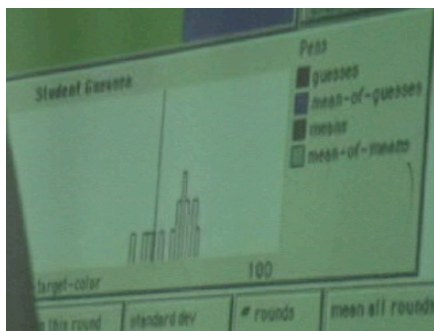 Pens
Student Guesses
guesses
mean-of-guesses
means
mean-of-means
target-color
100
this round
standard dev
# rounds
mean all rounds